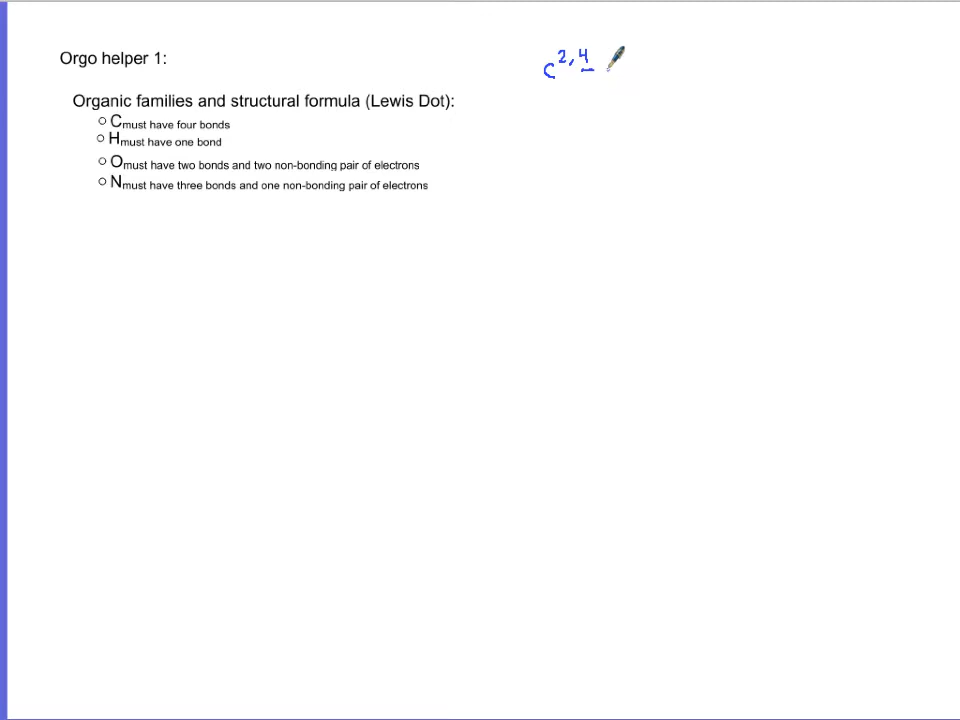 Orgo helper 1:
c 2,4
Organic families and structural formula (Lewis Dot):
○ C must have four bonds
○ H must have one bond
○ O must have two bonds and two non-bonding pair of electrons
○ N must have three bonds and one non-bonding pair of electrons